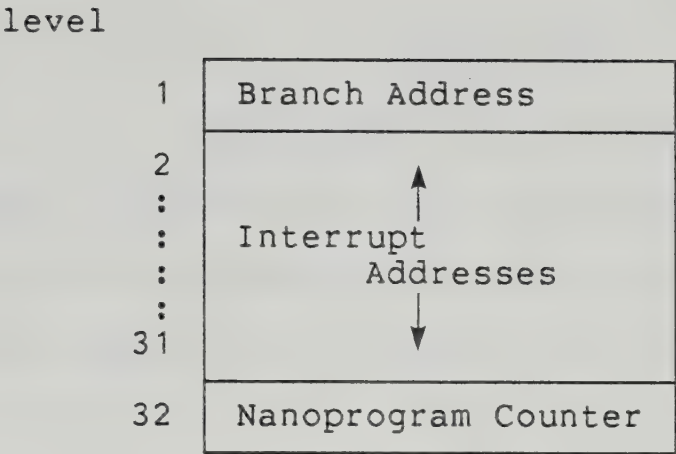 level
1 Branch Address
2
:
:
Interrupt
:
Addresses
:
31
32 Nanoprogram Counter